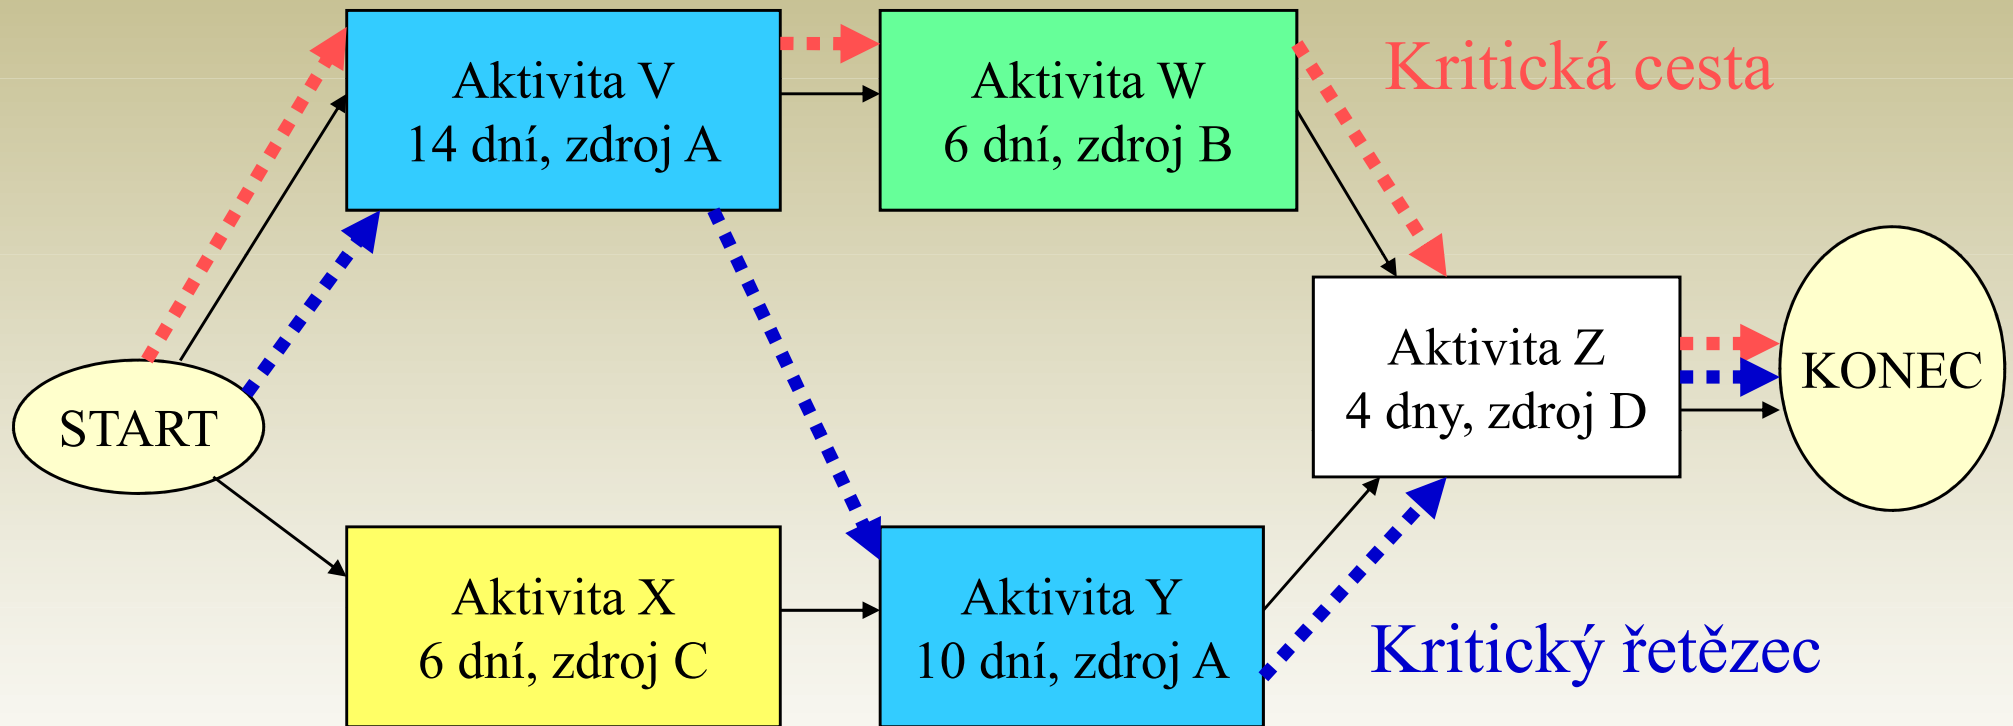 Aktivita V
14 dní, zdroj A
Aktivita W
6 dní, zdroj B
Kritická cesta
START
Aktivita Z
4 dny, zdroj D
KONEC
Aktivita X
6 dní, zdroj C
Aktivita Y
10 dní, zdroj A
Kritický řetězec